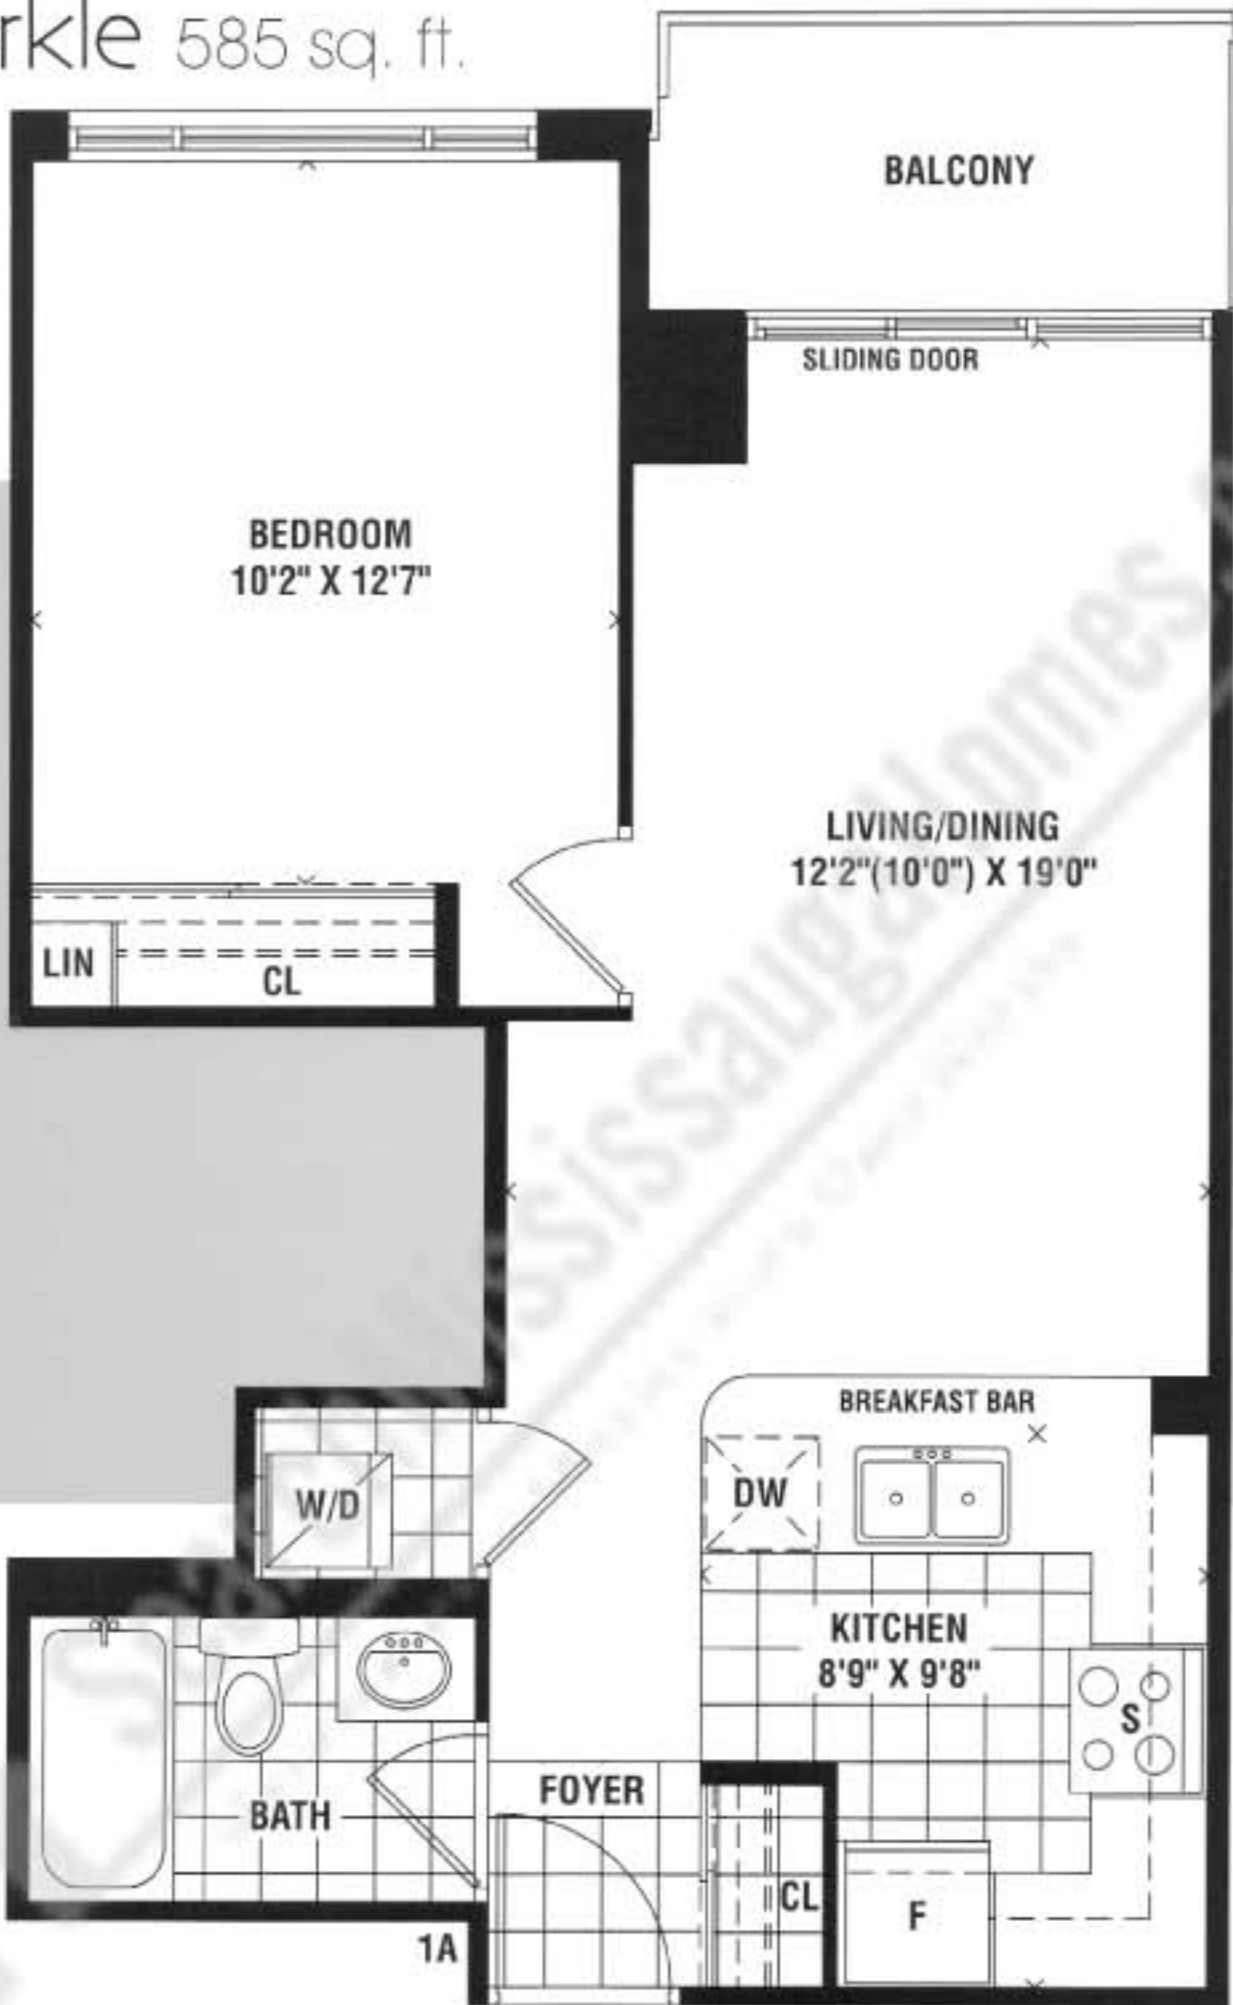 rkle 585 sq. ft.
BALCONY
SLIDING DOOR
BEDROOM
10'2" X 12'7"
LIVING/DINING
12'2"(10'0") X 19'0"
LIN
CL
BREAKFAST BAR
W/D
DW
KITCHEN
8'9" X 9'8"
S
FOYER
BATH
CL
F
1A